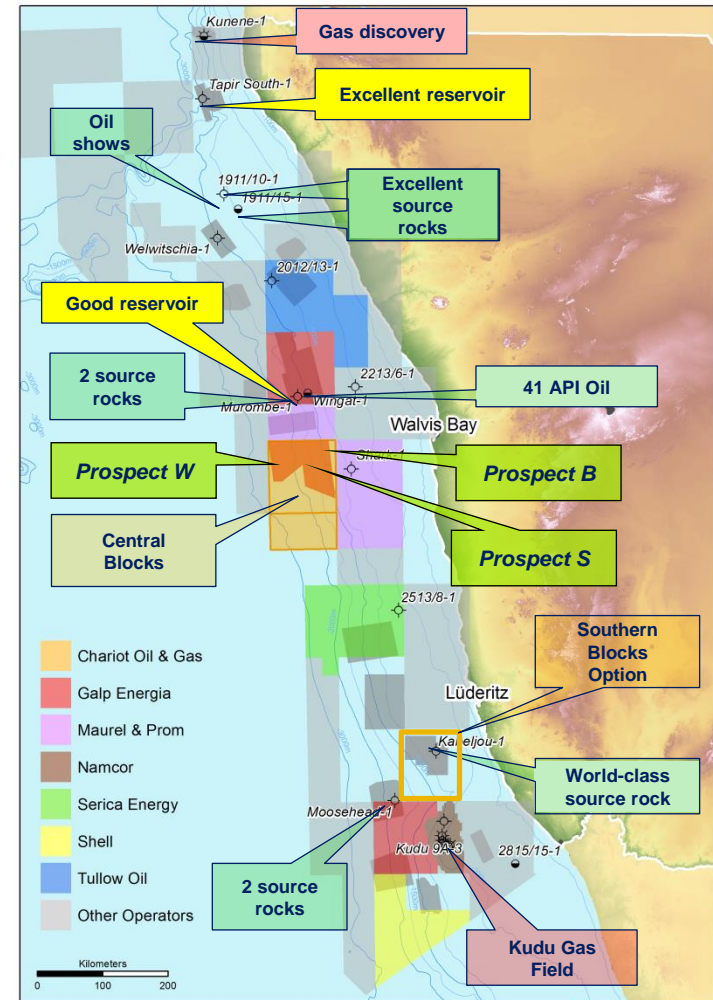 Kunene-1
Gas discovery
Tapir South-1
Excellent reservoir
Oil
shows
1911/10-1
1911/15-1
Excellent
source
rocks
Welwitschia-1
2012/13-1
Good reservoir
2 source
rocks
2213/6-1
41 API Oil
Murombe-1
Wingat-1
Walvis Bay
Prospect W
Prospect B
Central
Blocks
Prospect S
2513/8-1
Southern
Blocks
Option
Chariot Oil & Gas
Galp Energia
Maurel & Prom
Namcor
Serica Energy
Shell
Tullow Oil
Other Operators
Lüderitz
Kabeljou-1
World-class
source rock
Moosehead-1
Kudu 9A-3
2815/15-1
2 source
rocks
Kudu Gas
Field
Kilometers
0 100 200